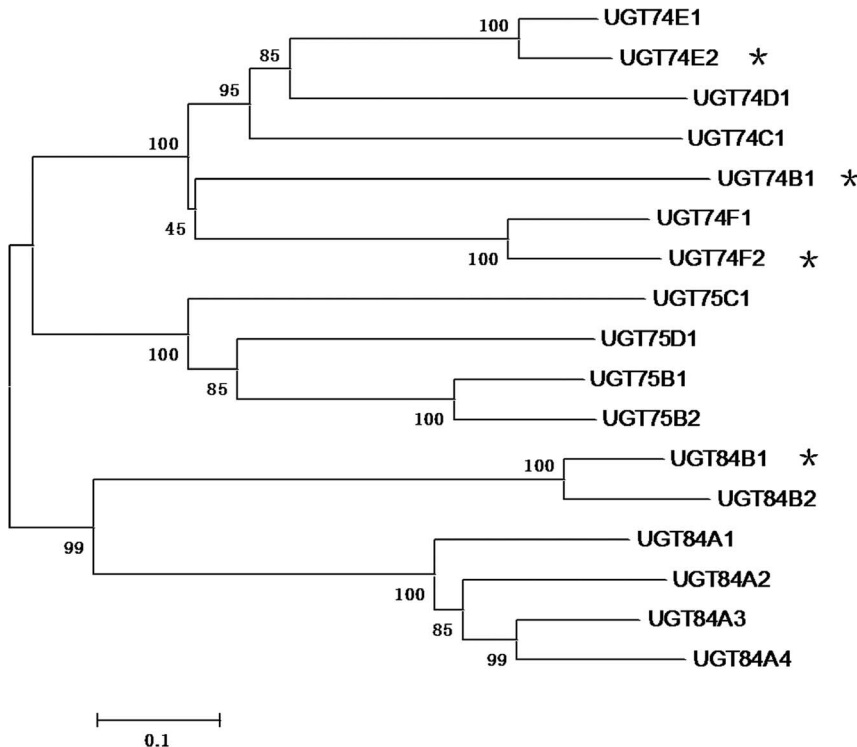 UGT74E1
100
UGT74E2 *
85
UGT74D1
95
UGT74C1
100
UGT74B1 *
45
UGT74F1
100
UGT74F2 *
UGT75C1
100
UGT75D1
85
UGT75B1
100
UGT75B2
UGT84B1 *
100
UGT84B2
99
UGT84A1
100
UGT84A2
85
UGT84A3
99
UGT84A4
0.1